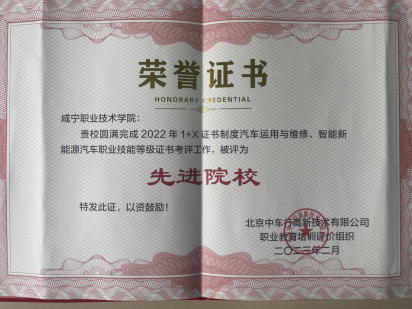 荣誉证书
HONORARY CREDENTIAL
咸宁职业技术学院：
贵校圆满完成2022年1+X证书制度汽车运用与维修、智能新
能源汽车职业技能等级证书考评工作，被评为
先进院校
特发此证，以资鼓励！
北京中车行高新技术有限公司
职业教育培训评价组织
二〇二三年二月